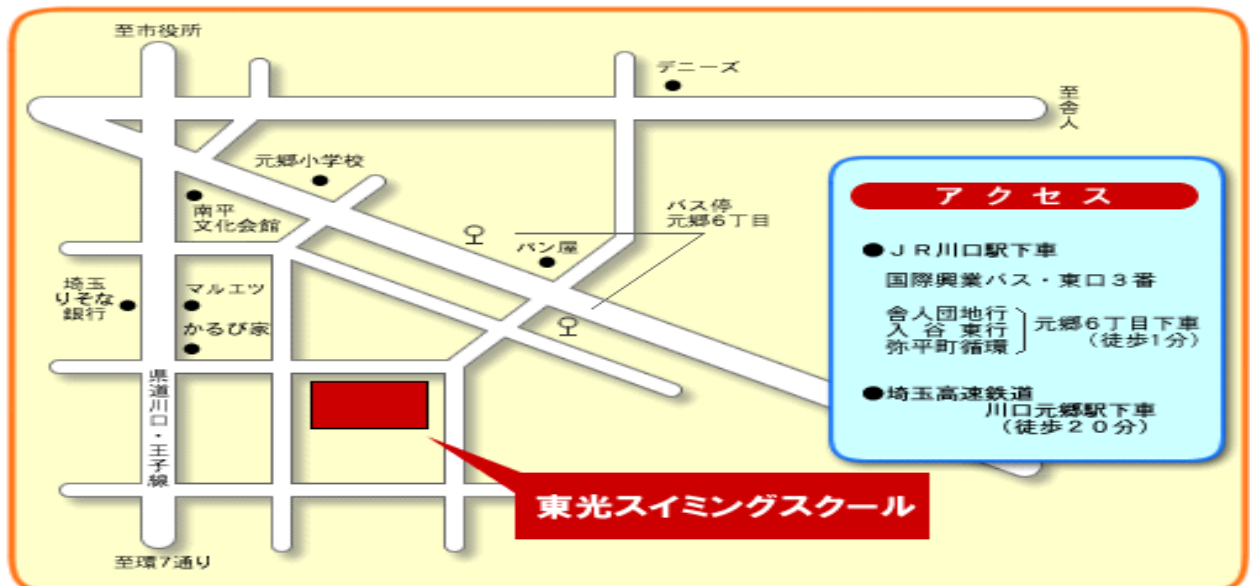 至市役所
デニーズ
至舎人
元郷小学校
南平
文化会館
バス停
元郷6丁目
パン屋
埼玉
りそな
銀行
マルエツ
かるび家
県道川口・王子線
東光スイミングスクール
至環7通り
アクセス
●ＪＲ川口駅下車
国際興業バス・東口３番
舎人団地行
入谷 東行
弥平町循環
元郷６丁目下車
（徒歩1分）
●埼玉高速鉄道
川口元郷駅下車
（徒歩２０分）